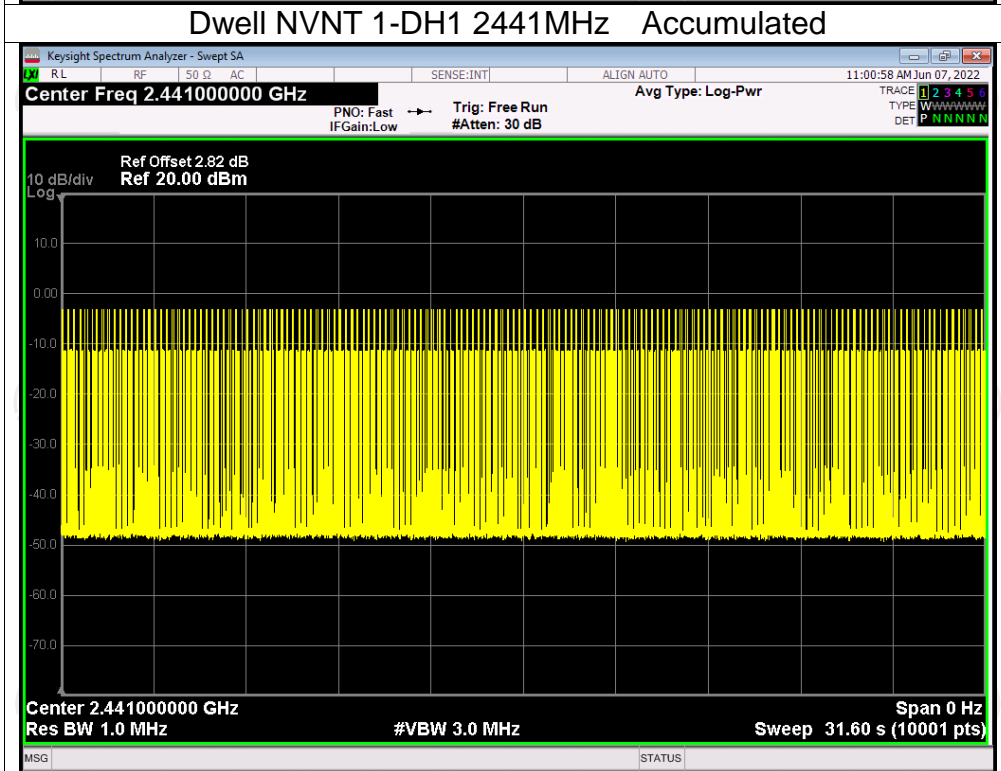 Dwell NVNT 1-DH1 2441MHz Accumulated
Keysight Spectrum Analyzer - Swept SA
LXI RL RF 50 Ω AC SENSE:INT ALIGN AUTO 11:00:58 AM Jun 07, 2022
Center Freq 2.441000000 GHz Avg Type: Log-Pwr TRACE 1 2 3 4 5 6
PNO: Fast Trig: Free Run TYPE WWWWWW
IFGain:Low #Atten: 30 dB DET P N N N N N
Ref Offset 2.82 dB
10 dB/div Ref 20.00 dBm
Log
10.0
0.00
-10.0
-20.0
-30.0
-40.0
-50.0
-60.0
-70.0
Center 2.441000000 GHz Span 0 Hz
Res BW 1.0 MHz #VBW 3.0 MHz Sweep 31.60 s (10001 pts)
MSG STATUS